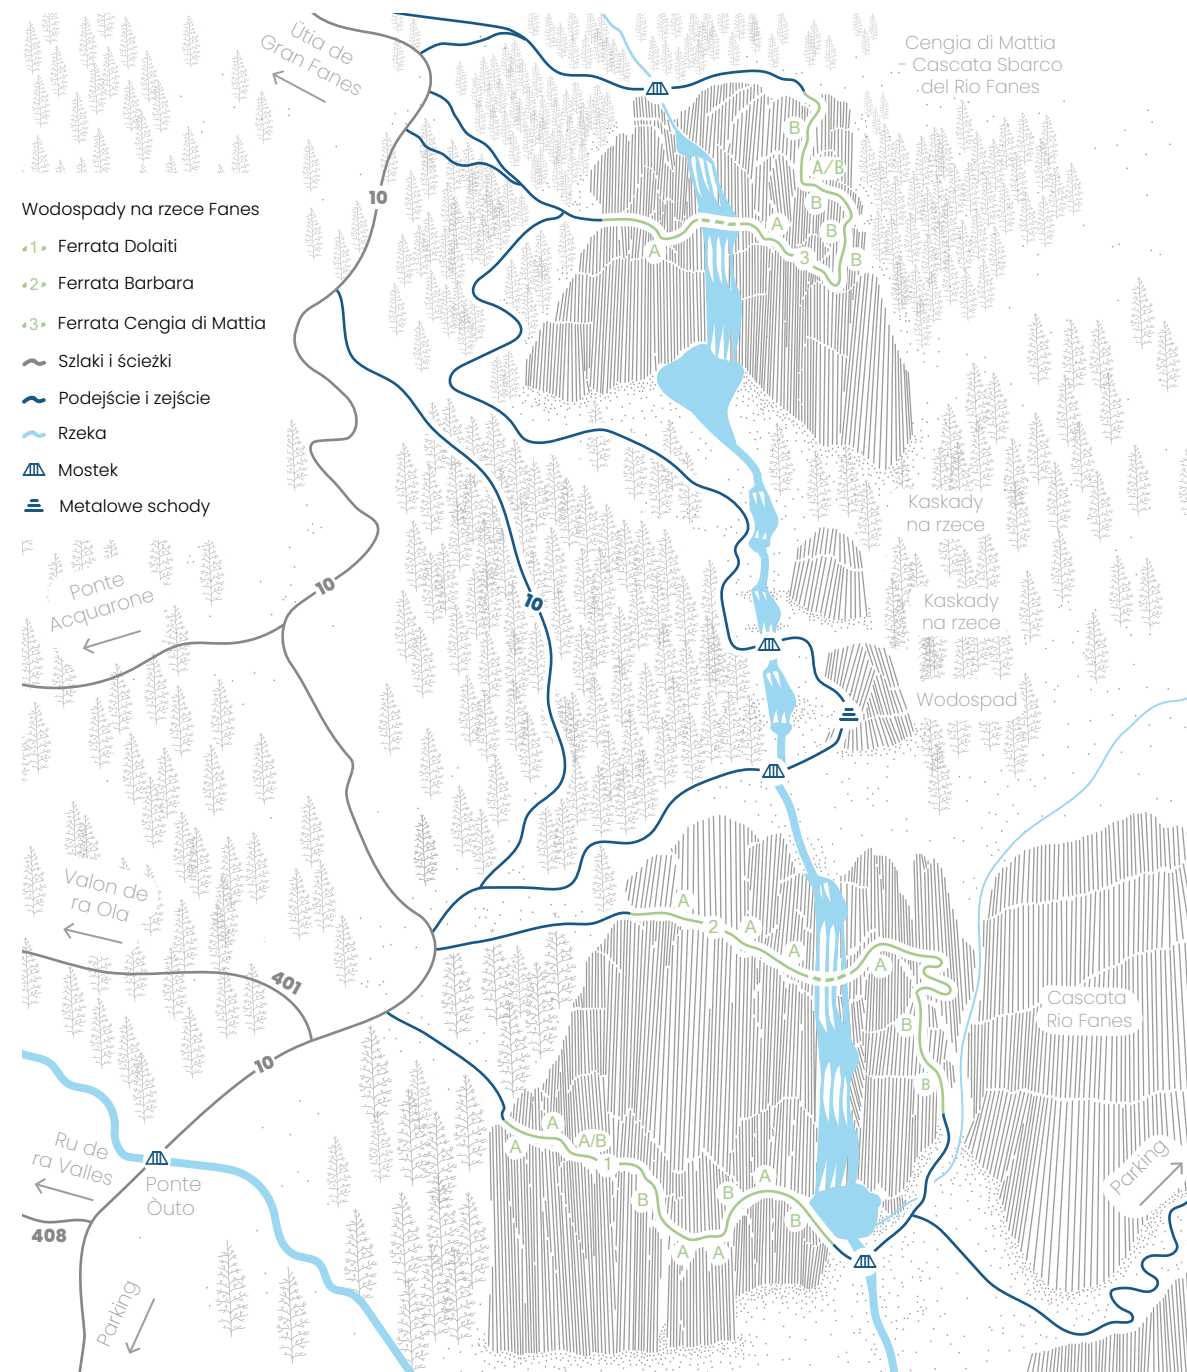 Ütia de
Gran Fanes
Cengia di Mattia
- Cascata Sbarco
del Rio Fanes
B
A/B
10
B
A
B
A
3
B
Wodospady na rzece Fanes
1 Ferrata Dolaiti
2 Ferrata Barbara
3 Ferrata Cengia di Mattia
Szlaki i ścieżki
Podejście i zejście
Rzeka
Mostek
Metalowe schody
Kaskady
na rzece
Ponte
Acquarone
10
10
Kaskady
na rzece
Wodospad
Valon de
ra Ola
A
2
A
A
A
401
Cascata
Rio Fanes
B
10
B
A
A
A/B
1
Ru de
ra Valles
Ponte
Òuto
B
B
A
B
A
A
Parking
408
Parking